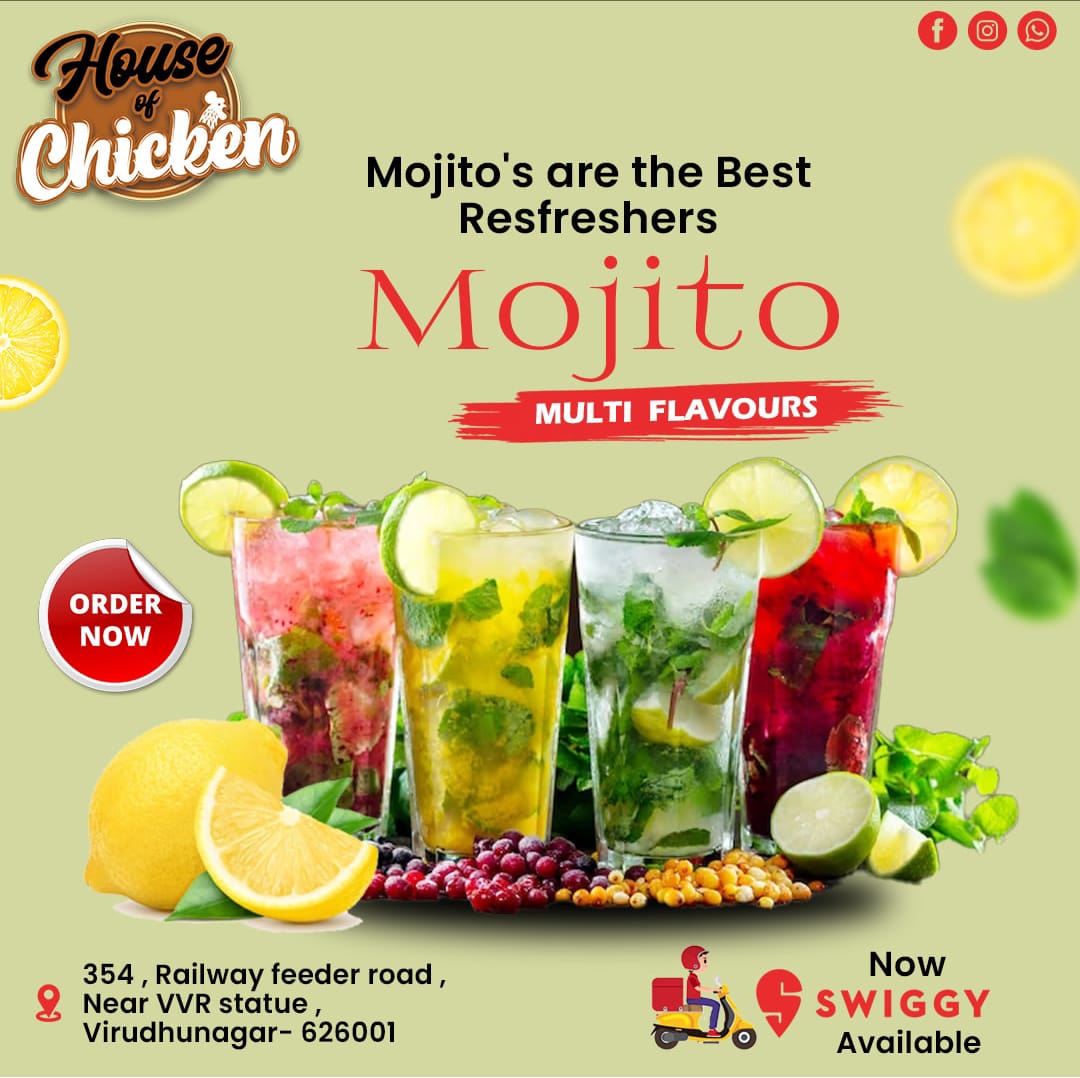 House
of
Chicken
Mojito's are the Best
Resfreshers
Mojito
MULTI FLAVOURS
ORDER
NOW
354 , Railway feeder road ,
Near VVR statue ,
Virudhunagar- 626001
Now
SWIGGY
Available